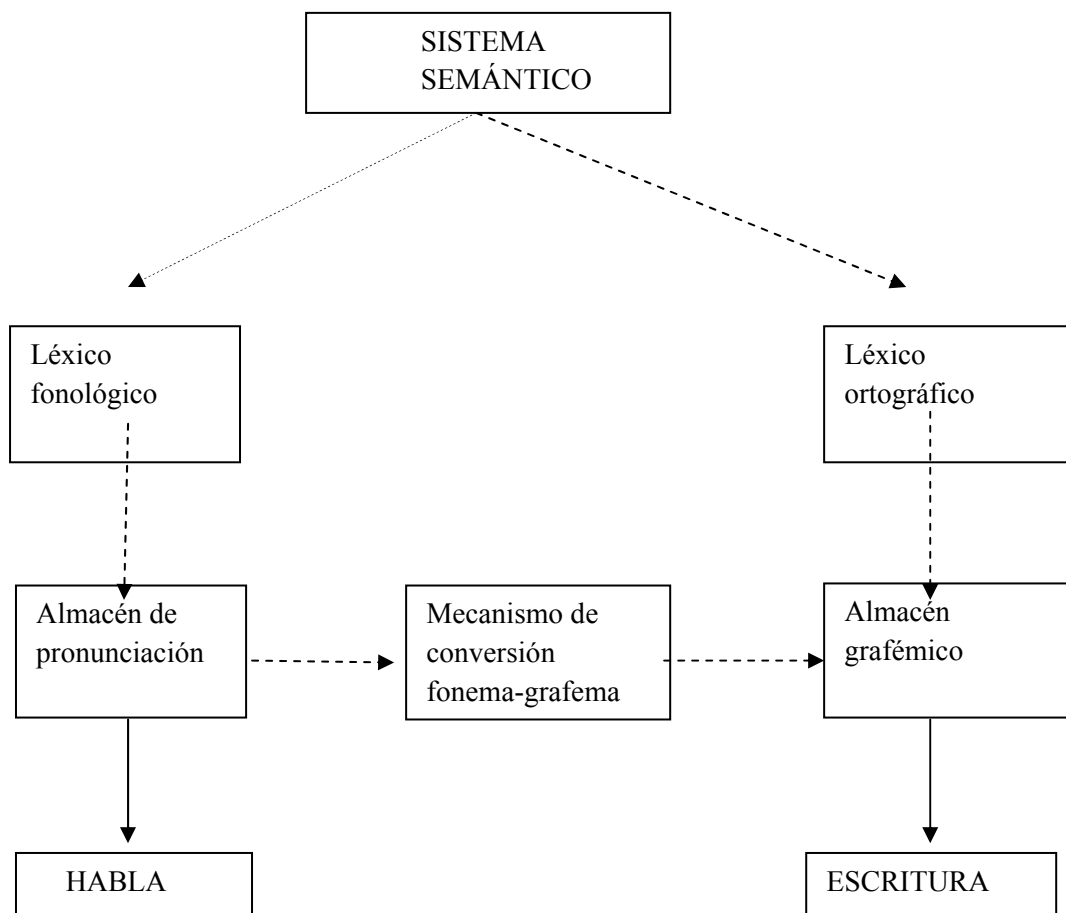 SISTEMA
SEMÁNTICO
Léxico
fonológico
Léxico
ortográfico
Almacén de
pronunciación
Mecanismo de
conversión
fonema-grafema
Almacén
grafémico
HABLA
ESCRITURA